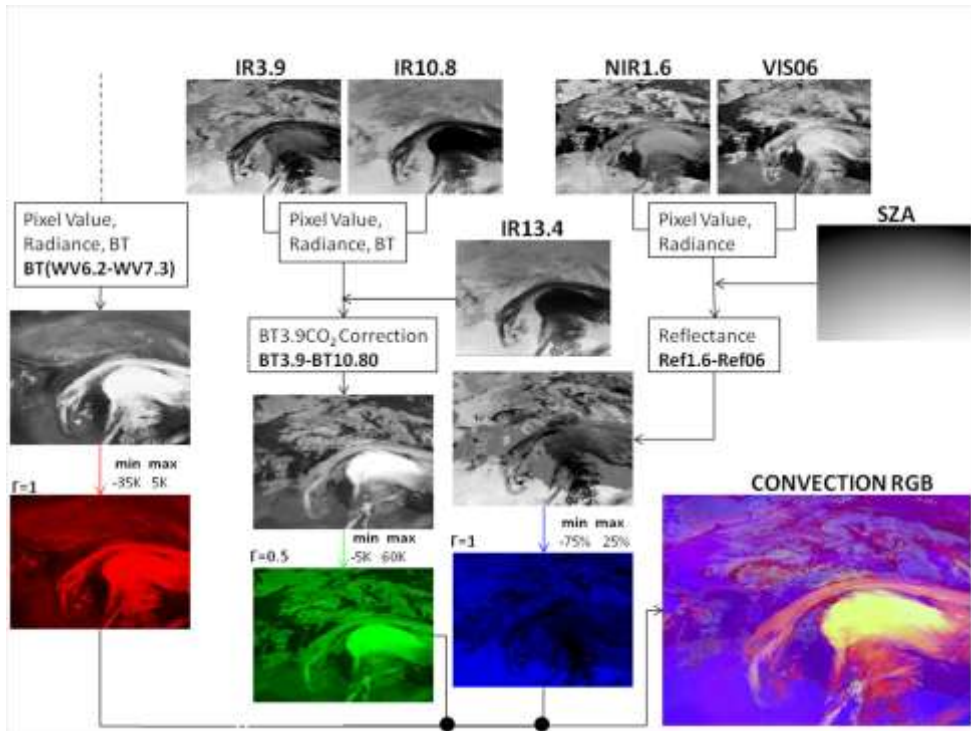 IR3.9
IR10.8
NIR1.6
VIS06
Pixel Value,
Radiance, BT
BT(WV6.2-WV7.3)
Pixel Value,
Radiance, BT
IR13.4
Pixel Value,
Radiance
SZA
BT3.9CO₂ Correction
BT3.9-BT10.80
Reflectance
Ref1.6-Ref06
min max
-35K 5K
Γ=1
min max
-5K 60K
Γ=0.5
min max
-75% 25%
Γ=1
CONVECTION RGB